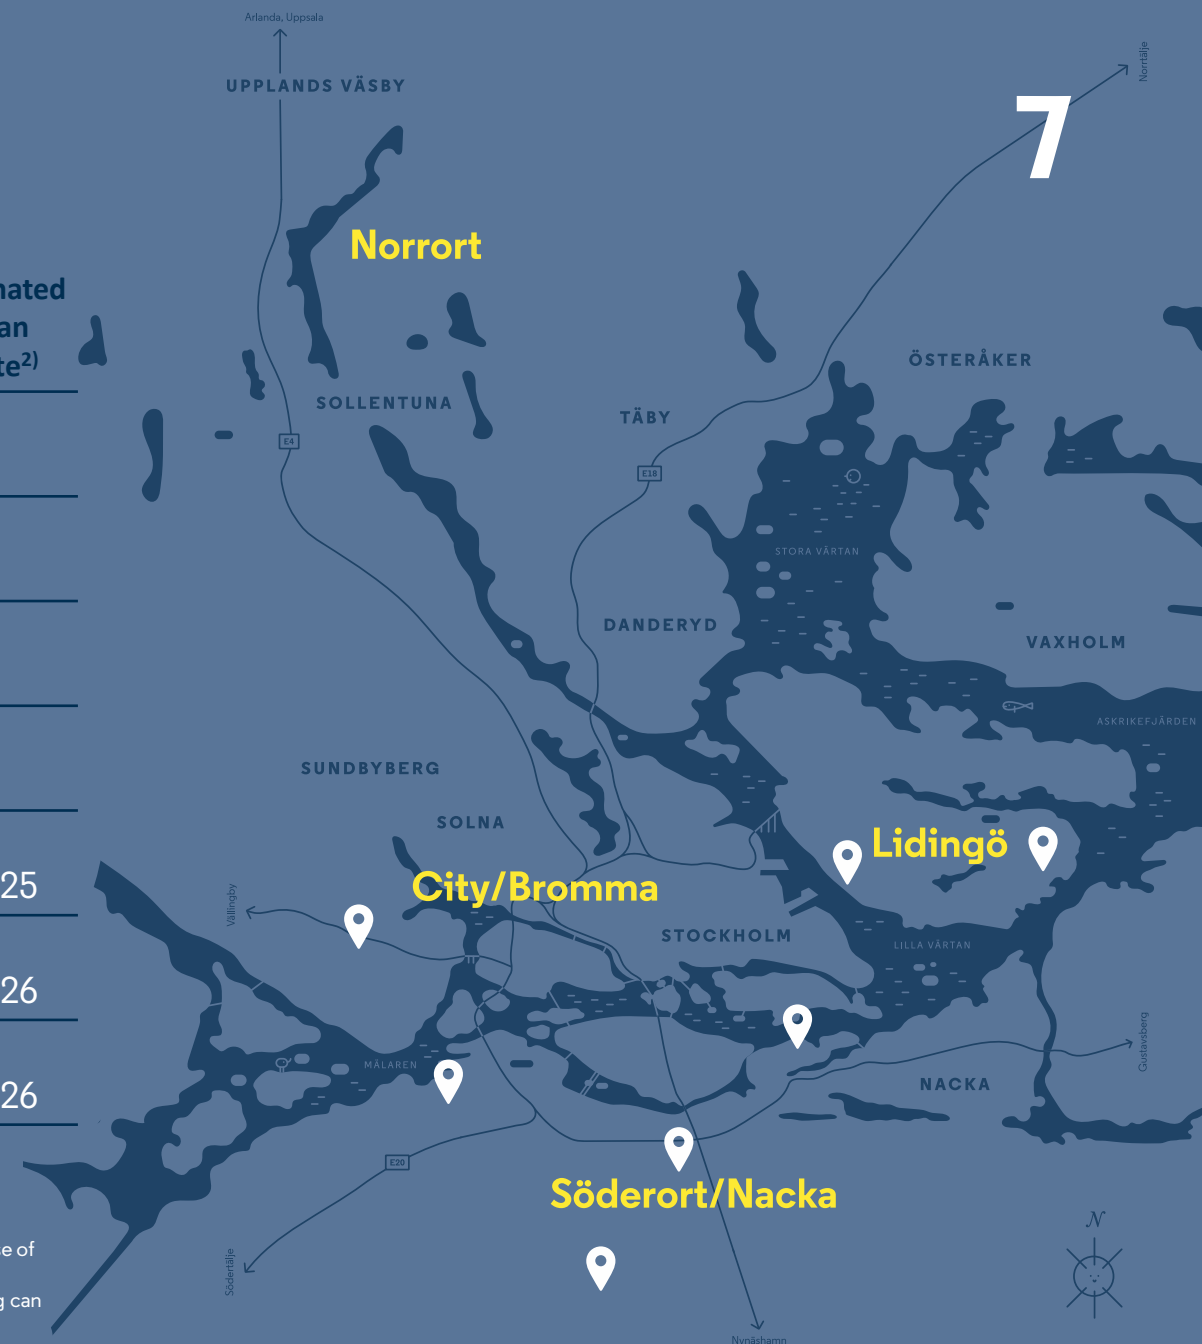 Arlanda, Uppsala
UPPLANDS VÄSBY
Norrtälje
7
Norrort
nated
an
te²⁾
ÖSTERÅKER
SOLLENTUNA
TÄBY
E4
E18
STORA VÄRTAN
DANDERYD
VAXHOLM
ASKRIKEFJÄRDEN
SUNDBYBERG
SOLNA
Lidingö
25
City/Bromma
Vällingby
STOCKHOLM
LILLA VÄRTAN
26
Gustavsberg
MÄLAREN
NACKA
26
E20
Söderort/Nacka
N
se of
Södertälje
g can
Nynäshamn